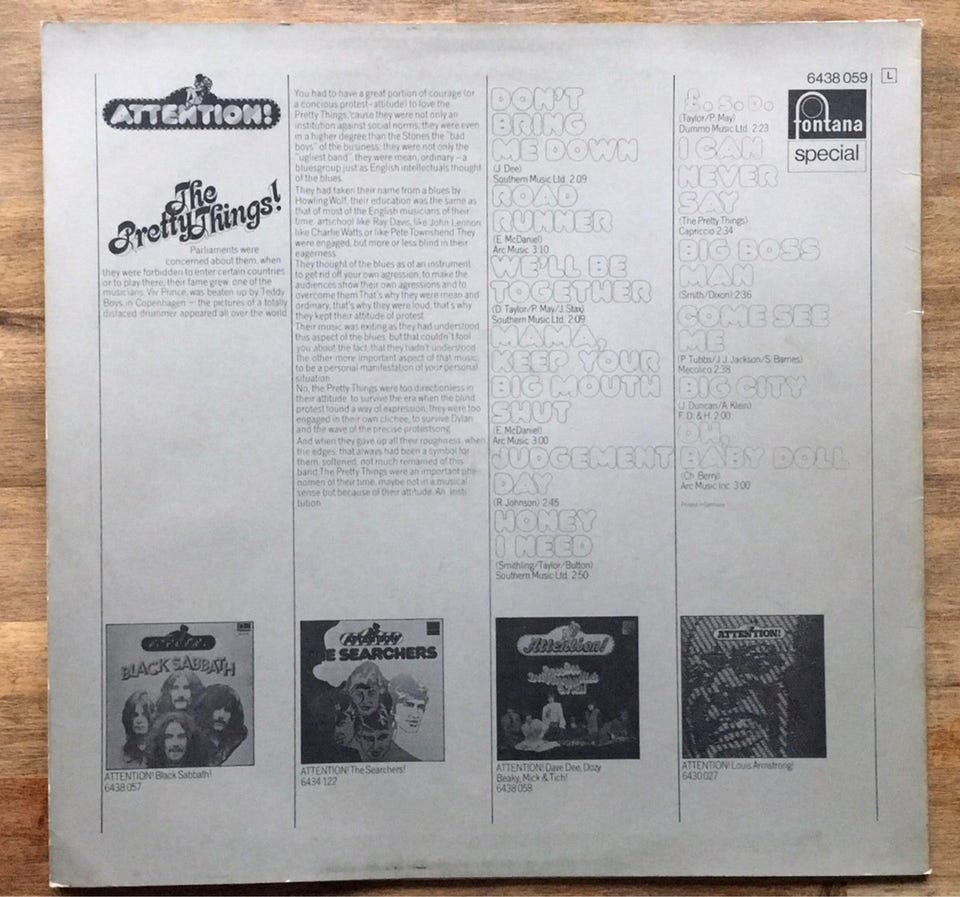 ATTENTION!
The
Pretty Things!
Parliaments were
concerned about them, when
they were forbidden to enter certain countries
or to play there, their fame grew, one of the
musicians, Viv Prince, was beaten up by Teddy
Boys in Copenhagen – the pictures of a totally
disfaced drummer appeared all over the world
You had to have a great portion of courage (or
a concious protest-attitude) to love the
Pretty Things, 'cause they were not only an
institution against social norms, they were even
in a higher degree than the Stones the "bad
boys" of the business: they were not only the
"ugliest band", they were mean, ordinary – a
bluesgroup just as English intellectuals thought
of the blues.
They had taken their name from a blues by
Howling Wolf, their education was the same as
that of most of the English musicians of their
time, artschool like Ray Davis, like John Lennon,
like Charlie Watts or like Pete Townshend. They
were engaged, but more or less blind in their
eagerness.
They thought of the blues as of an instrument
to get rid off your own agression, to make the
audiences show their own agressions and to
overcome them. That's why they were mean and
ordinary, that's why they were loud, that's why
they kept their attitude of protest.
Their music was exiting as they had understood
this aspect of the blues, but that couldn't fool
you about the fact, that they hadn't understood
the other more important aspect of that music,
to be a personal manifestation of your personal
situation.
No, the Pretty Things were too directionless in
their attitude, to survive the era when the blind
protest found a way of expression, they were too
engaged in their own clichee, to survive Dylan
and the wave of the precise protestsong.
And when they gave up all their roughness, when
the edges, that always had been a symbol for
them, softened, not much remained of this
band. The Pretty Things were an important phe-
nomen of their time, maybe not in a musical
sense but because of their attitude. An insti-
tution.
DON'T
BRING
ME DOWN
(J. Dee)
Southern Music Ltd. 2.09
ROAD
RUNNER
(E. McDaniel)
Arc Music 3.10
WE'LL BE
TOGETHER
(D. Taylor/P. May/J. Stax)
Southern Music Ltd. 2:09
MAMA,
KEEP YOUR
BIG MOUTH
SHUT
(E. McDaniel)
Arc Music 3:00
JUDGEMENT
DAY
(R. Johnson) 2:45
HONEY
I NEED
(Smithling/Taylor/Button)
Southern Music Ltd. 2:50
£.S.D.
(Taylor/P. May)
Dummo Music Ltd. 2:23
I CAN
NEVER
SAY
(The Pretty Things)
Capriccio 2:34
BIG BOSS
MAN
(Smith/Dixon) 2:36
COME SEE
ME
(P. Tubbs/J. J. Jackson/S. Barnes)
Mecolico 2.38
BIG CITY
(J. Duncan/A. Klein)
F. D. & H. 2:00
OH,
BABY DOLL
(Ch. Berry)
Arc Music Inc. 3:00
Printed in Germany
6438 059 L
fontana
special
BLACK SABBATH
ATTENTION! Black Sabbath!
6438 057
ATTENTION!
THE SEARCHERS
ATTENTION! The Searchers!
6434 122
Attention!
ATTENTION! Dave Dee, Dozy
Beaky, Mick & Tich!
6438 058
ATTENTION!
ATTENTION! Louis Armstrong!
6430 027